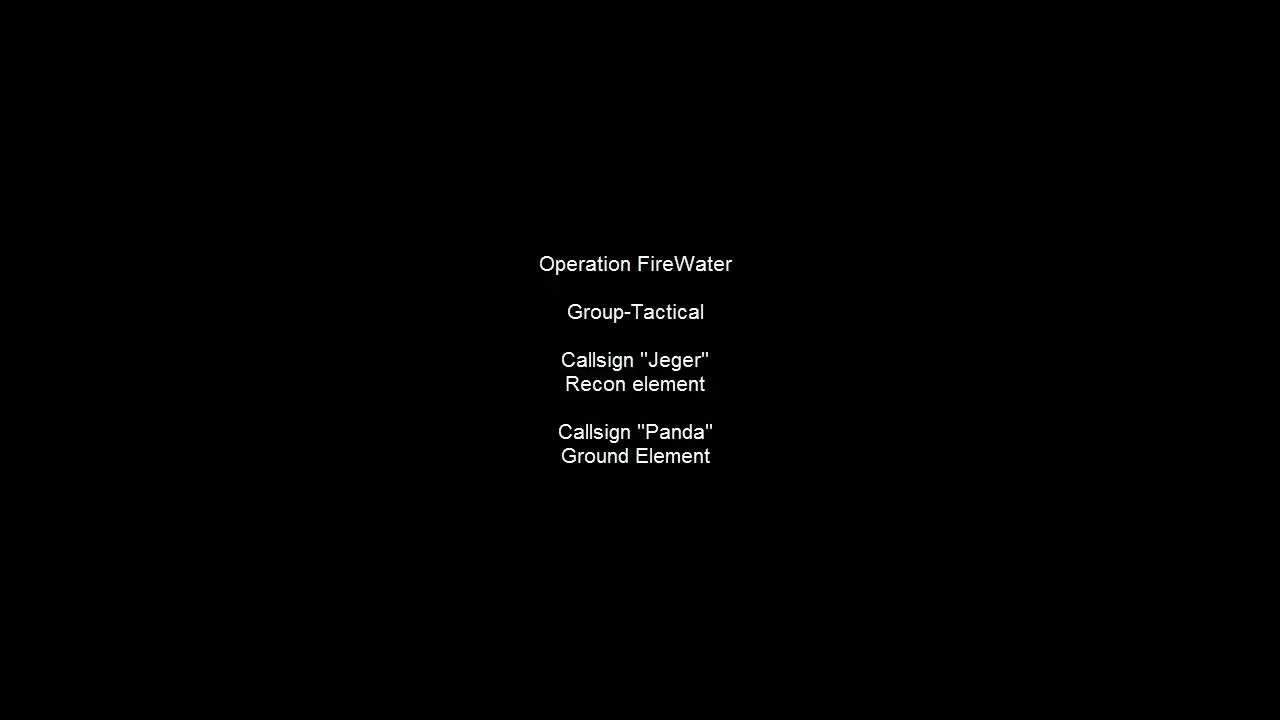 Operation FireWater
Group-Tactical
Callsign "Jeger"
Recon element
Callsign "Panda"
Ground Element